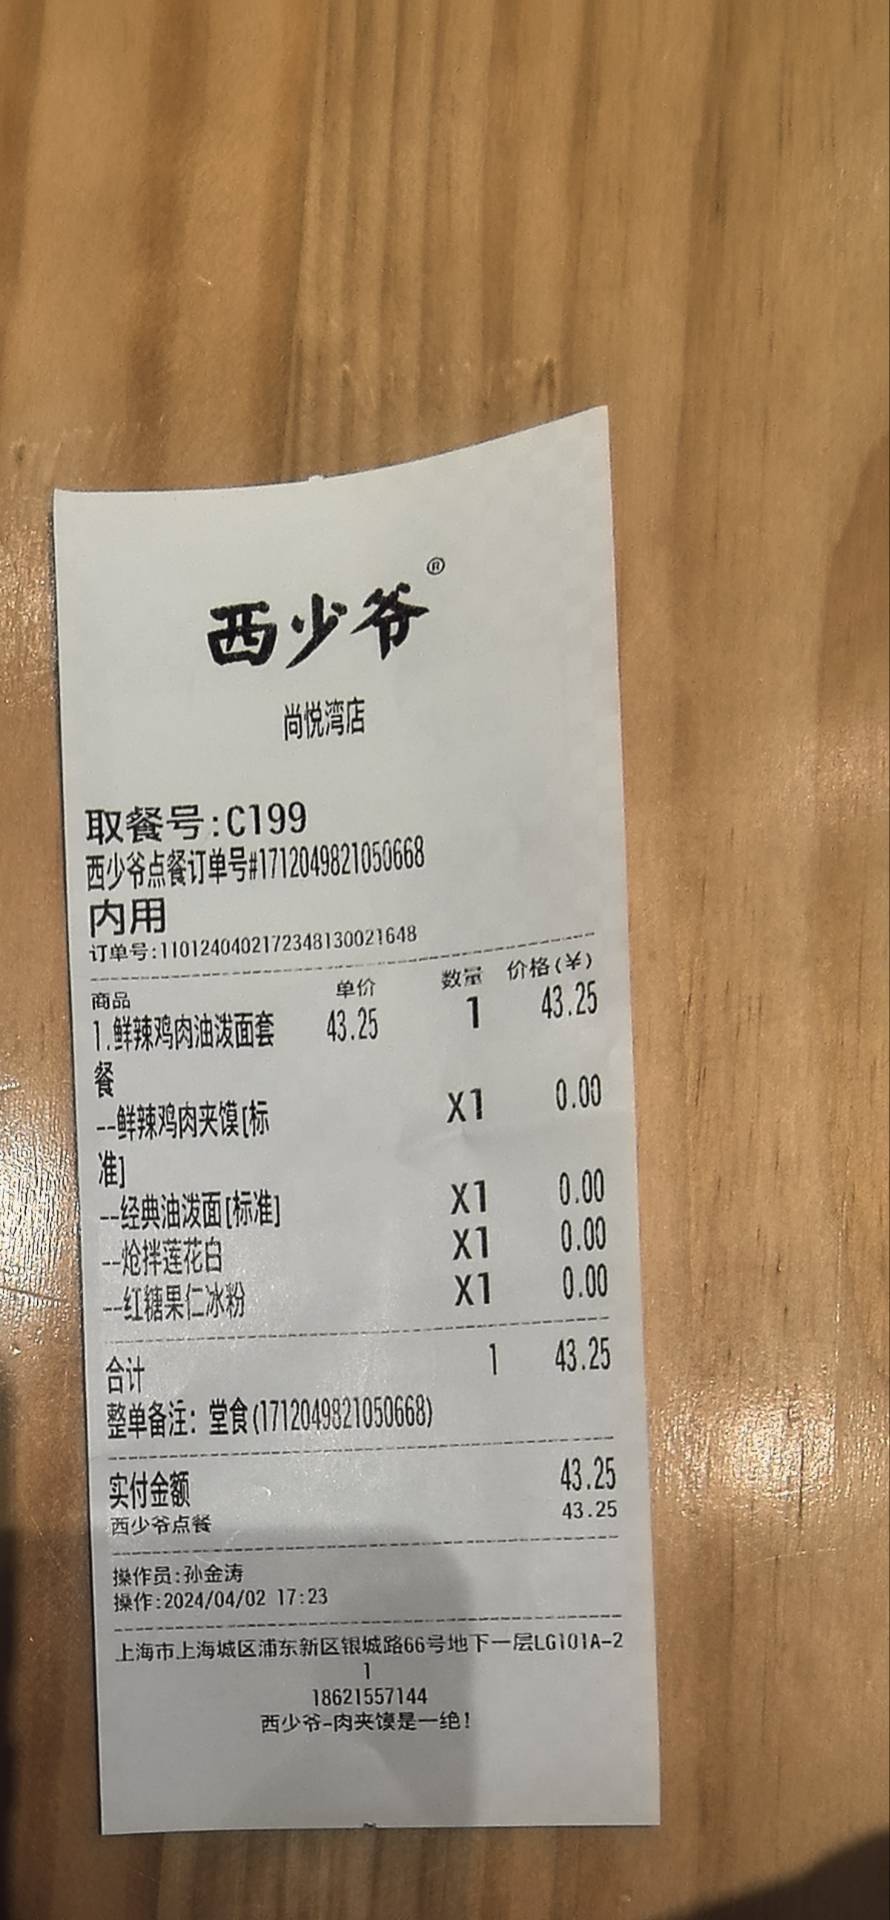 西少爷®
尚悦湾店
取餐号:C199
西少爷点餐订单号#1712049821050668
内用
订单号:110124040217234813002​1648
商品 单价 数量 价格(¥)
1.鲜辣鸡肉油泼面套 43.25 1 43.25
餐
--鲜辣鸡肉夹馍[标 X1 0.00
准]
--经典油泼面[标准] X1 0.00
--炝拌莲花白 X1 0.00
--红糖果仁冰粉 X1 0.00
合计 1 43.25
整单备注: 堂食(1712049821050668)
实付金额 43.25
西少爷点餐 43.25
操作员:孙金涛
操作:2024/04/02 17:23
上海市上海城区浦东新区银城路66号地下一层LG101A-2
1
18621557144
西少爷-肉夹馍是一绝!